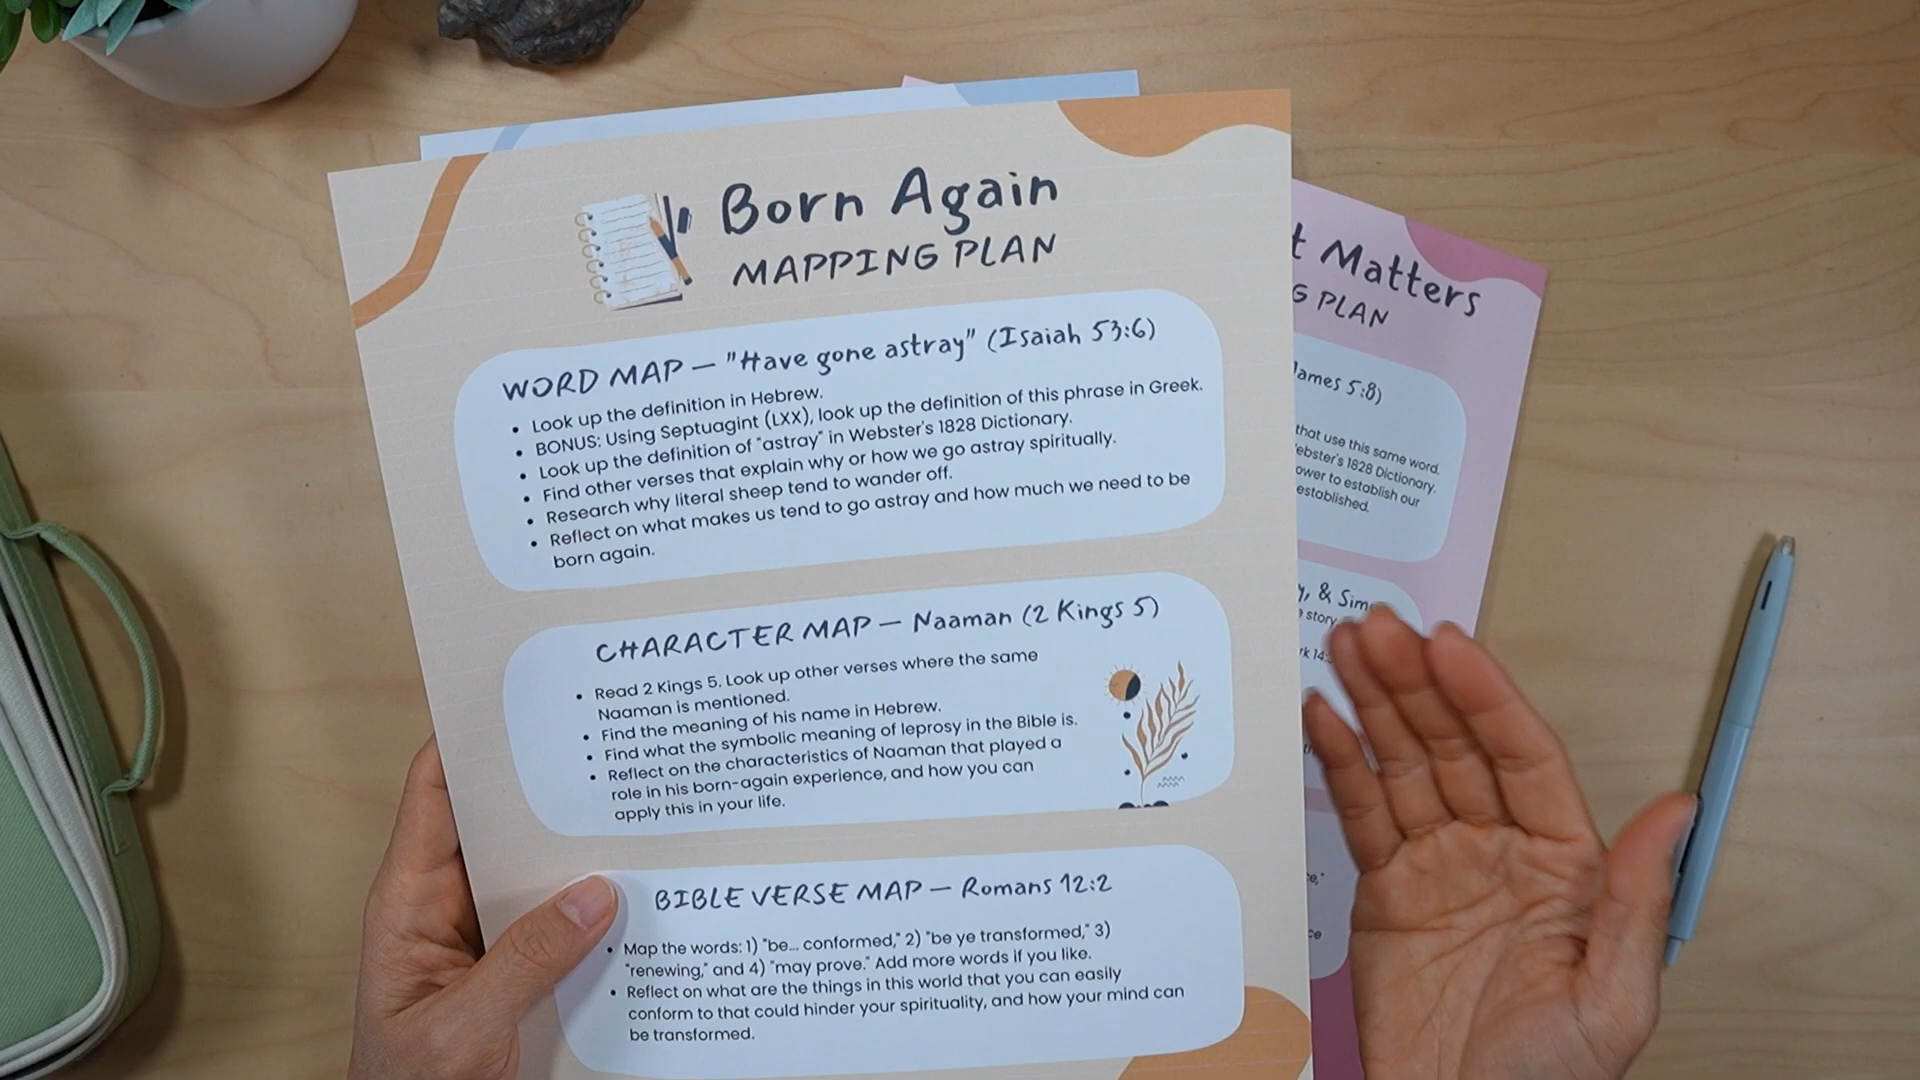 Born Again
MAPPING PLAN
WORD MAP — "Have gone astray" (Isaiah 53:6)
• Look up the definition in Hebrew.
• BONUS: Using Septuagint (LXX), look up the definition of this phrase in Greek.
• Look up the definition of "astray" in Webster's 1828 Dictionary.
• Find other verses that explain why or how we go astray spiritually.
• Research why literal sheep tend to wander off.
• Reflect on what makes us tend to go astray and how much we need to be
born again.
CHARACTER MAP — Naaman (2 Kings 5)
• Read 2 Kings 5. Look up other verses where the same
Naaman is mentioned.
• Find the meaning of his name in Hebrew.
• Find what the symbolic meaning of leprosy in the Bible is.
• Reflect on the characteristics of Naaman that played a
role in his born-again experience, and how you can
apply this in your life.
BIBLE VERSE MAP — Romans 12:2
• Map the words: 1) "be... conformed," 2) "be ye transformed," 3)
"renewing," and 4) "may prove." Add more words if you like.
• Reflect on what are the things in this world that you can easily
conform to that could hinder your spirituality, and how your mind can
be transformed.
t Matters
G PLAN
James 5:8)
that use this same word.
ebster's 1828 Dictionary.
ower to establish our
established.
y, & Sim
story
rk 14: